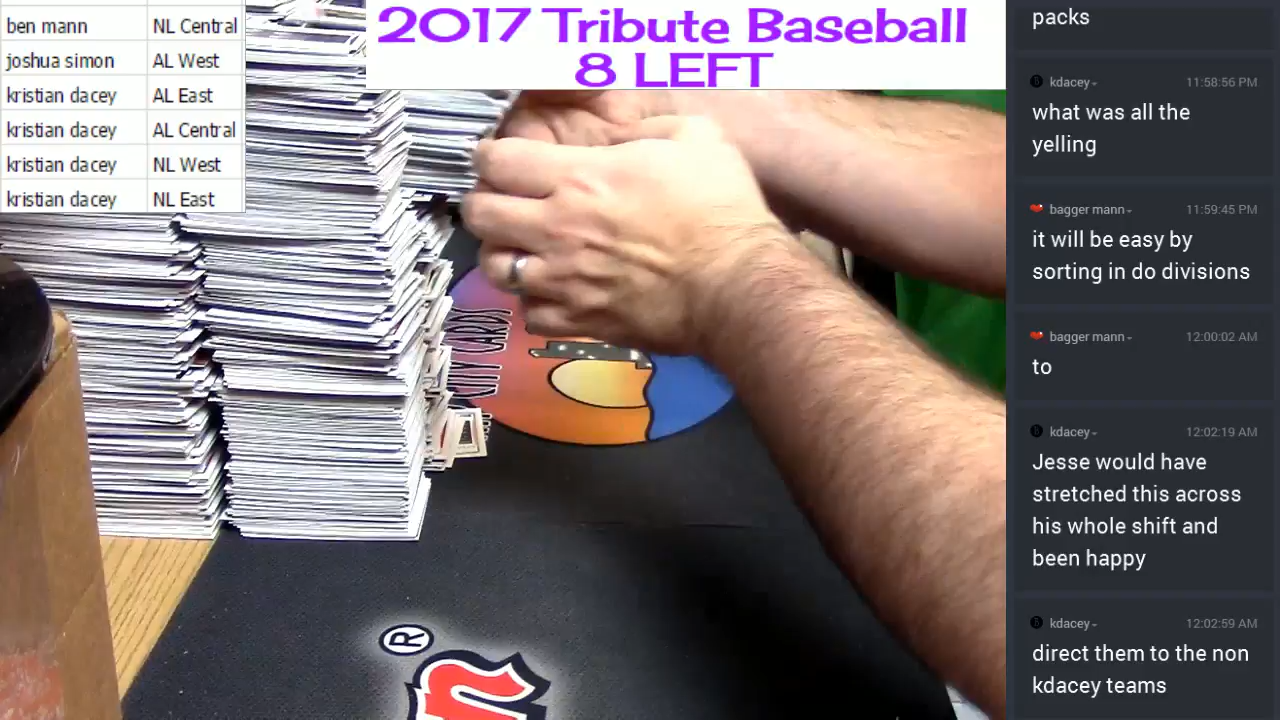 ben mann NL Central
joshua simon AL West
kristian dacey AL East
kristian dacey AL Central
kristian dacey NL West
kristian dacey NL East
2017 Tribute Baseball
8 LEFT
CITY CARDS
®
packs
kdacey 11:58:56 PM
what was all the
yelling
bagger mann 11:59:45 PM
it will be easy by
sorting in do divisions
bagger mann 12:00:02 AM
to
kdacey 12:02:19 AM
Jesse would have
stretched this across
his whole shift and
been happy
kdacey 12:02:59 AM
direct them to the non
kdacey teams